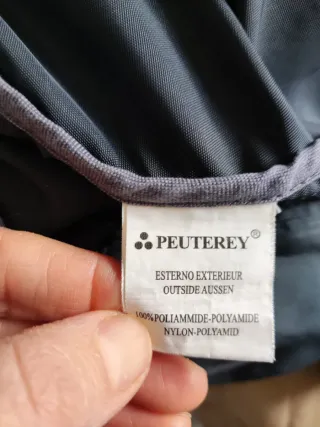 PEUTEREY®
ESTERNO EXTERIEUR
OUTSIDE AUSSEN
100%POLIAMMIDE-POLYAMIDE
NYLON-POLYAMID